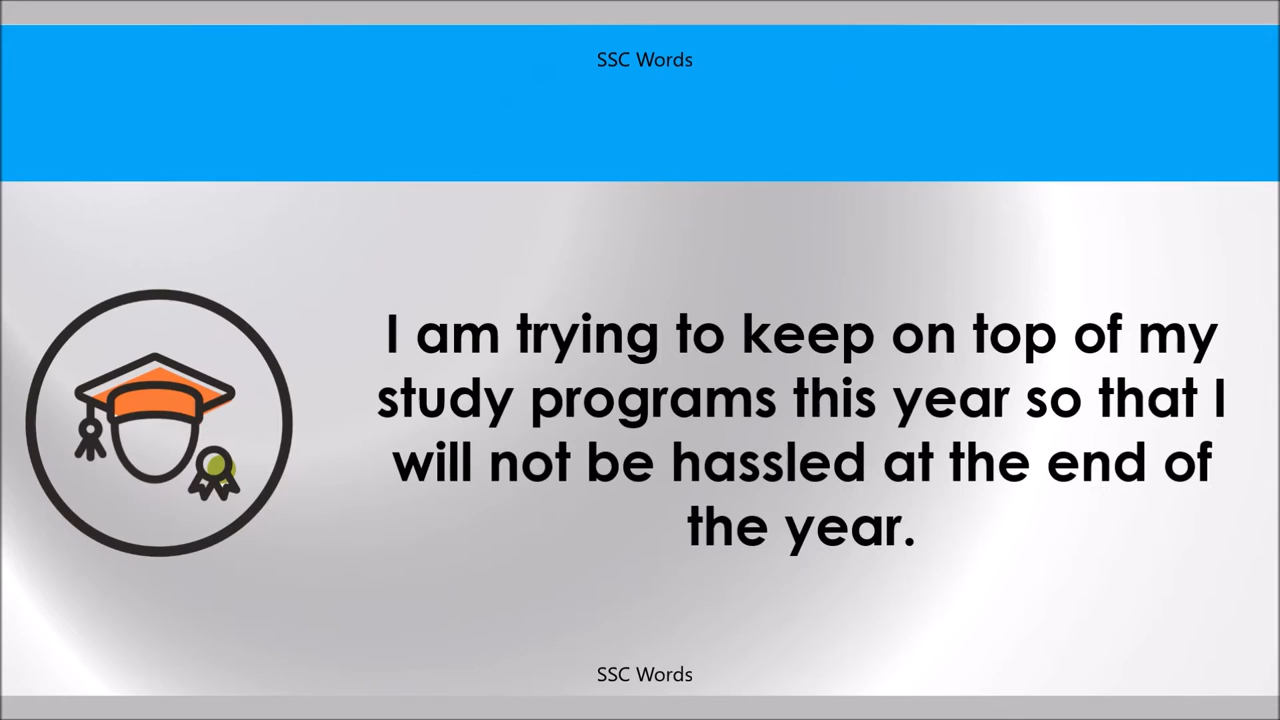 SSC Words
I am trying to keep on top of my
study programs this year so that I
will not be hassled at the end of
the year.
SSC Words